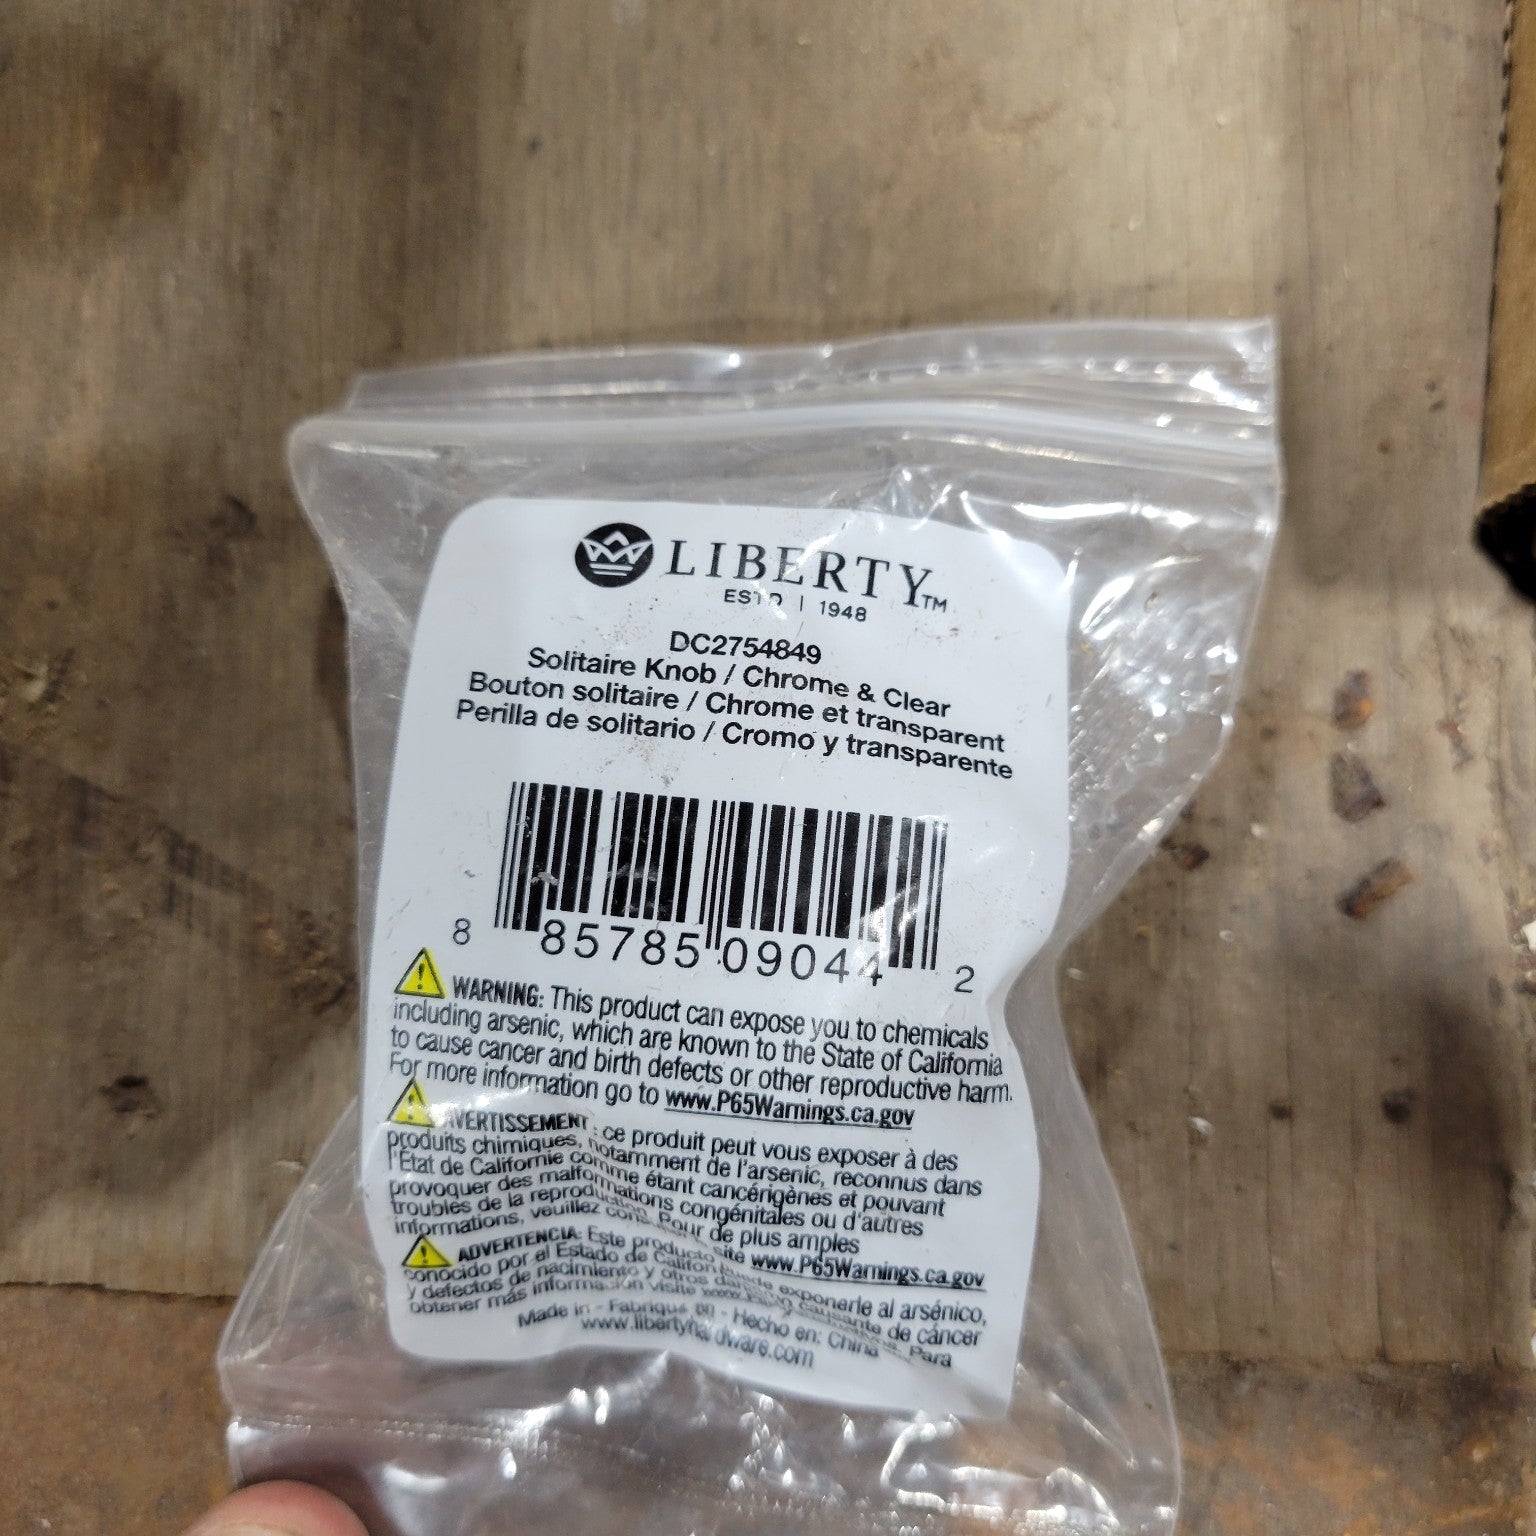 LIBERTY™
ESTD | 1948
DC2754849
Solitaire Knob / Chrome & Clear
Bouton solitaire / Chrome et transparent
Perilla de solitario / Cromo y transparente
8 85785 09044 2
WARNING: This product can expose you to chemicals
including arsenic, which are known to the State of California
to cause cancer and birth defects or other reproductive harm.
For more information go to www.P65Warnings.ca.gov
AVERTISSEMENT : ce produit peut vous exposer à des
produits chimiques, notamment de l'arsenic, reconnus dans
l'État de Californie comme étant cancérigènes et pouvant
provoquer des malformations congénitales ou d'autres
troubles de la reproduction. Pour de plus amples
informations, veuillez site www.P65Warnings.ca.gov
ADVERTENCIA: Este producto puede exponerle al arsénico,
conocido por el Estado de causante de cáncer
y defectos de nacimiento y otros Para
obtener más información visite
Made in - Fabriqué en - Hecho en: China
www.libertyhardware.com